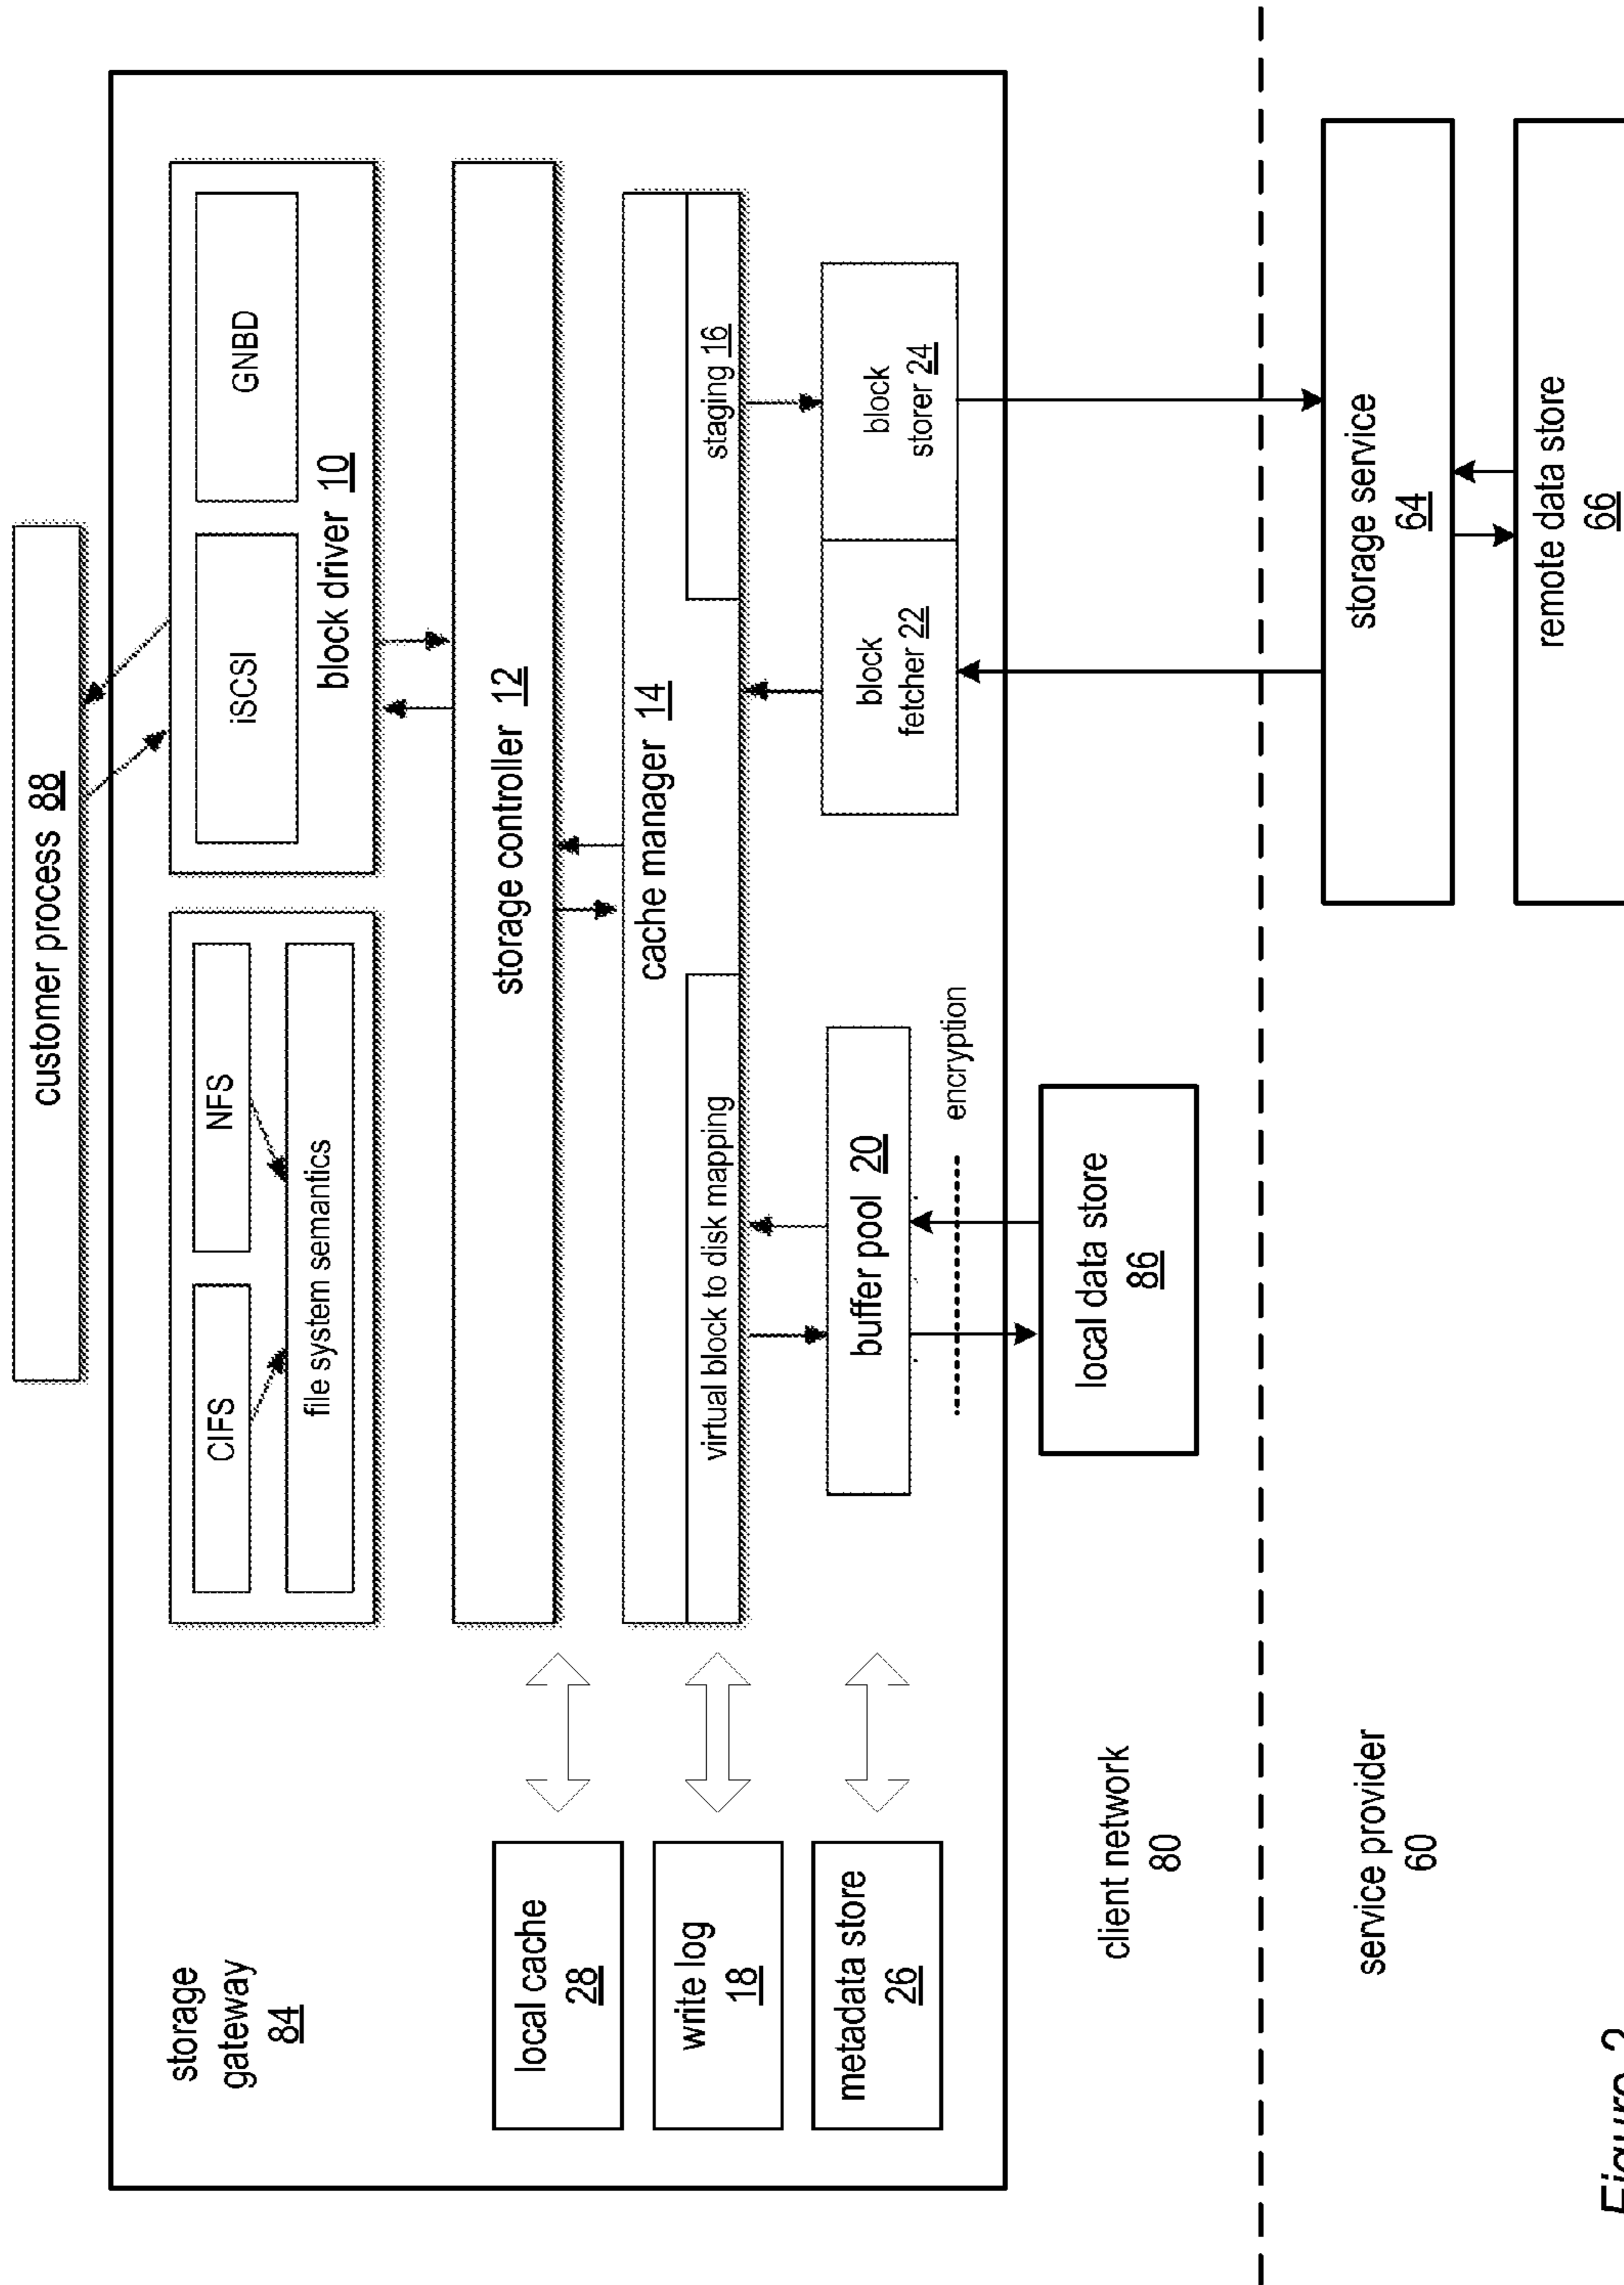 customer process 88
storage
gateway
84
CIFS
NFS
file system semantics
iSCSI
GNBD
block driver 10
local cache
28
storage controller 12
write log
18
cache manager 14
virtual block to disk mapping
staging 16
metadata store
26
buffer pool 20
block
fetcher 22
block
storer 24
encryption
local data store
86
client network
80
service provider
60
storage service
64
remote data store
66
Figure 2